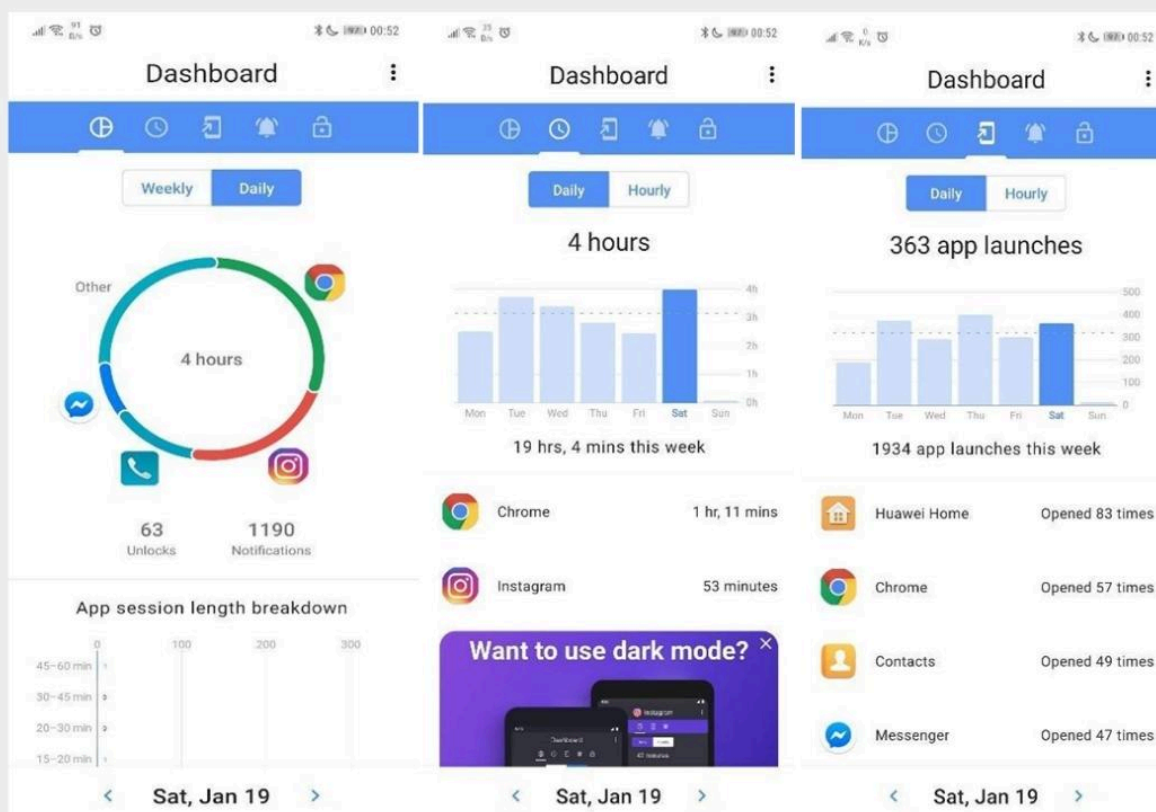 91 B/s
00:52
Dashboard
Weekly
Daily
Other
4 hours
63
1190
Unlocks
Notifications
App session length breakdown
0
100
200
300
45-60 min
30-45 min
20-30 min
15-20 min
Sat, Jan 19
B/s
00:52
Dashboard
Daily
Hourly
4 hours
4h
3h
2h
1h
0h
Mon
Tue
Wed
Thu
Fri
Sat
Sun
19 hrs, 4 mins this week
Chrome
1 hr, 11 mins
Instagram
53 minutes
Want to use dark mode?
Dashboard
Instagram
Sat, Jan 19
0 K/s
00:52
Dashboard
Daily
Hourly
363 app launches
500
400
300
200
100
0
Mon
Tue
Wed
Thu
Fri
Sat
Sun
1934 app launches this week
Huawei Home
Opened 83 times
Chrome
Opened 57 times
Contacts
Opened 49 times
Messenger
Opened 47 times
Sat, Jan 19